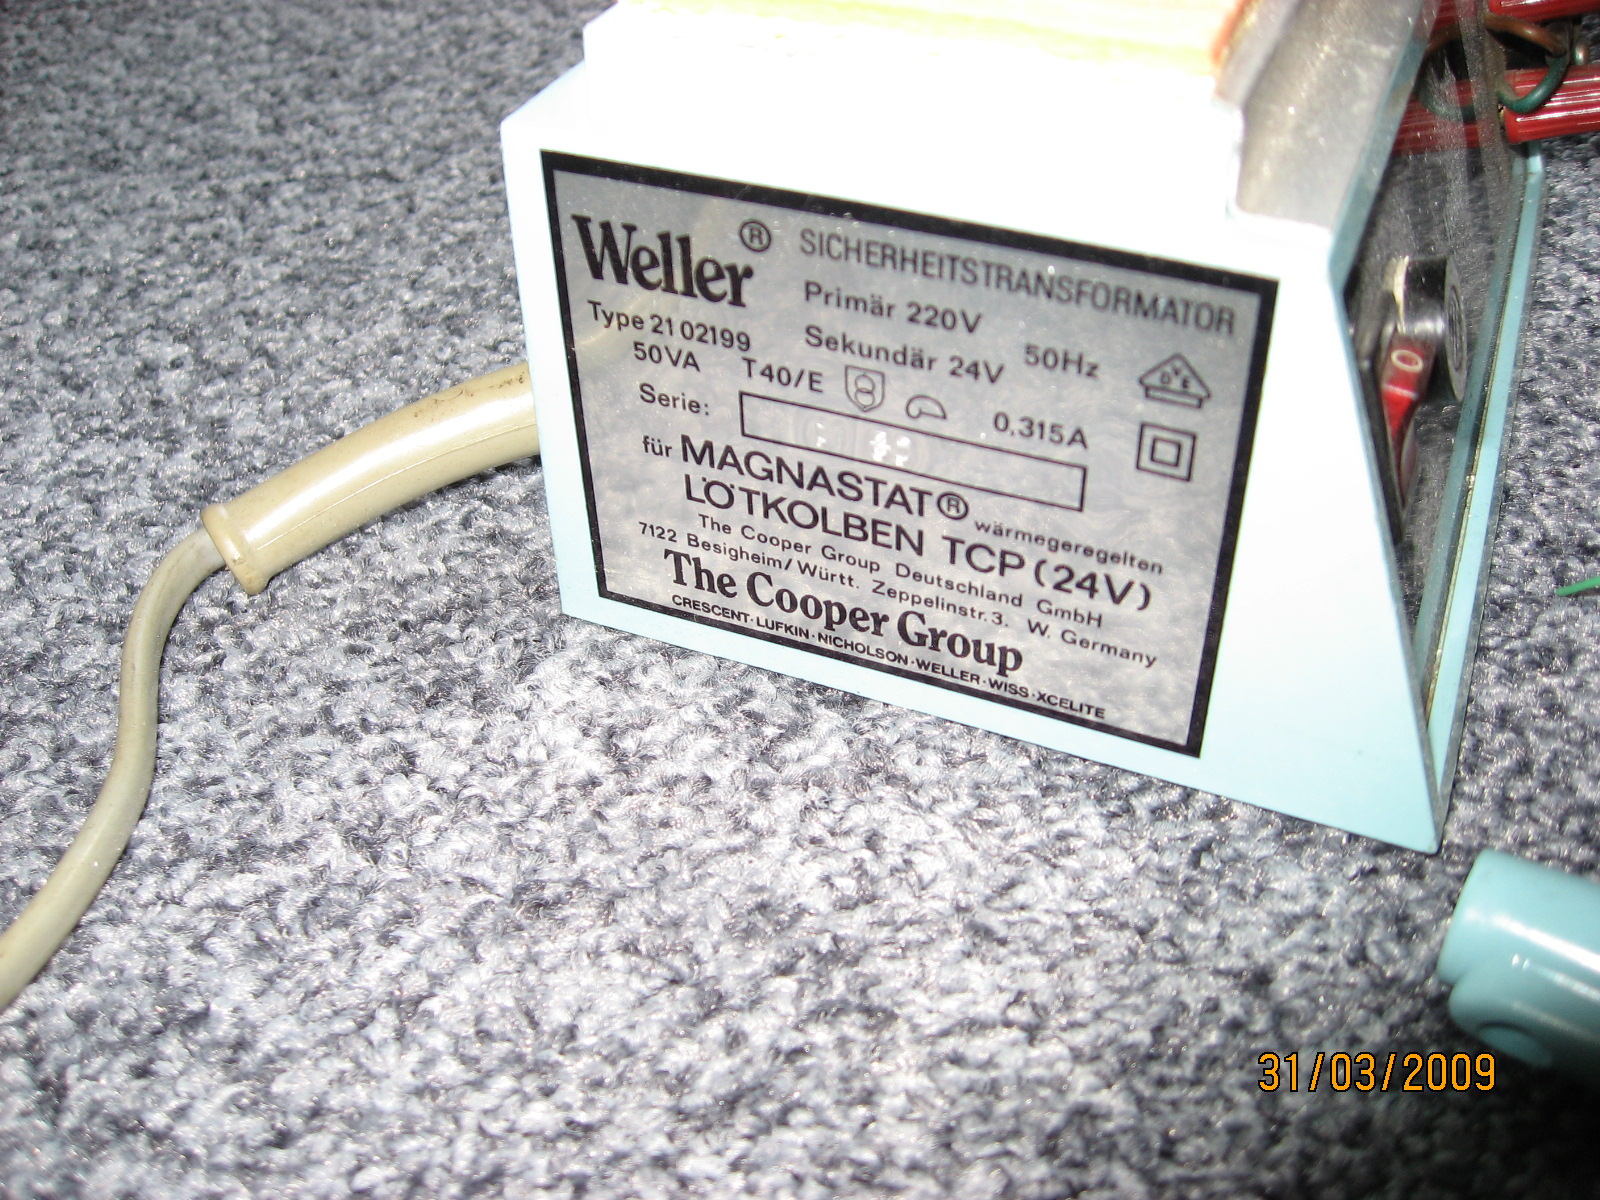 Weller® SICHERHEITSTRANSFORMATOR
Type 21 02199 Primär 220V
50VA Sekundär 24V 50Hz
T40/E 0,315A
DVE
Serie:
für MAGNASTAT® wärmegeregelten
LÖTKOLBEN TCP (24V)
The Cooper Group Deutschland GmbH
7122 Besigheim/Württ. Zeppelinstr. 3. W. Germany
The Cooper Group
CRESCENT·LUFKIN·NICHOLSON·WELLER·WISS·XCELITE
0
31/03/2009